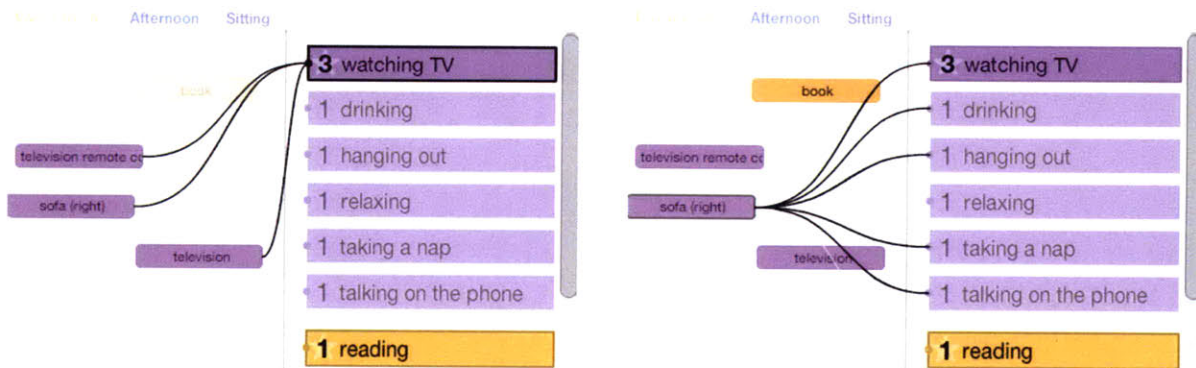 Afternoon Sitting
3 watching TV
book
1 drinking
television remote cc
1 hanging out
sofa (right)
1 relaxing
1 taking a nap
television
1 talking on the phone
1 reading
Afternoon Sitting
3 watching TV
book
1 drinking
television remote cc
1 hanging out
sofa (right)
1 relaxing
1 taking a nap
television
1 talking on the phone
1 reading